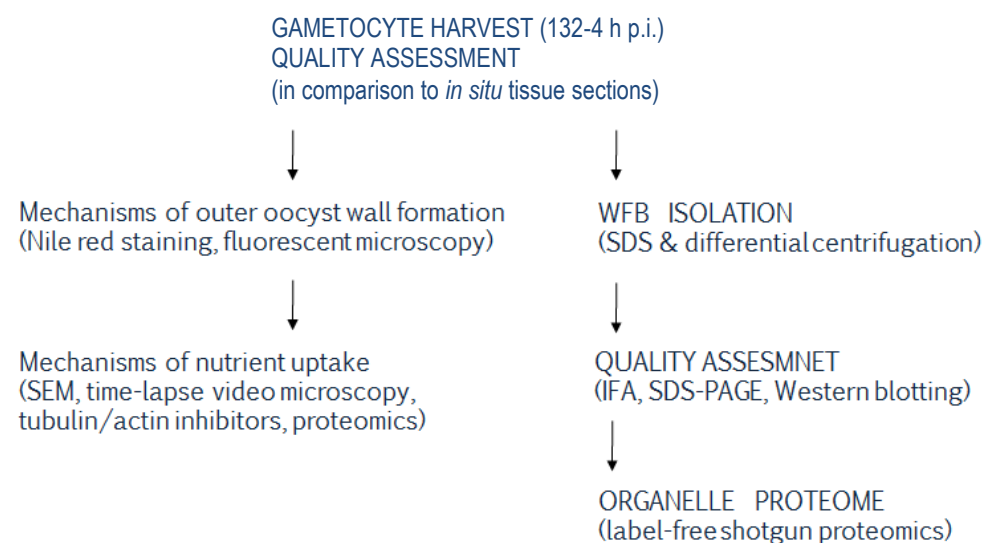 GAMETOCYTE HARVEST (132-4 h p.i.)
QUALITY ASSESSMENT
(in comparison to in situ tissue sections)
Mechanisms of outer oocyst wall formation
(Nile red staining, fluorescent microscopy)
Mechanisms of nutrient uptake
(SEM, time-lapse video microscopy,
tubulin/actin inhibitors, proteomics)
WFB ISOLATION
(SDS & differential centrifugation)
QUALITY ASSESMNET
(IFA, SDS-PAGE, Western blotting)
ORGANELLE PROTEOME
(label-free shotgun proteomics)